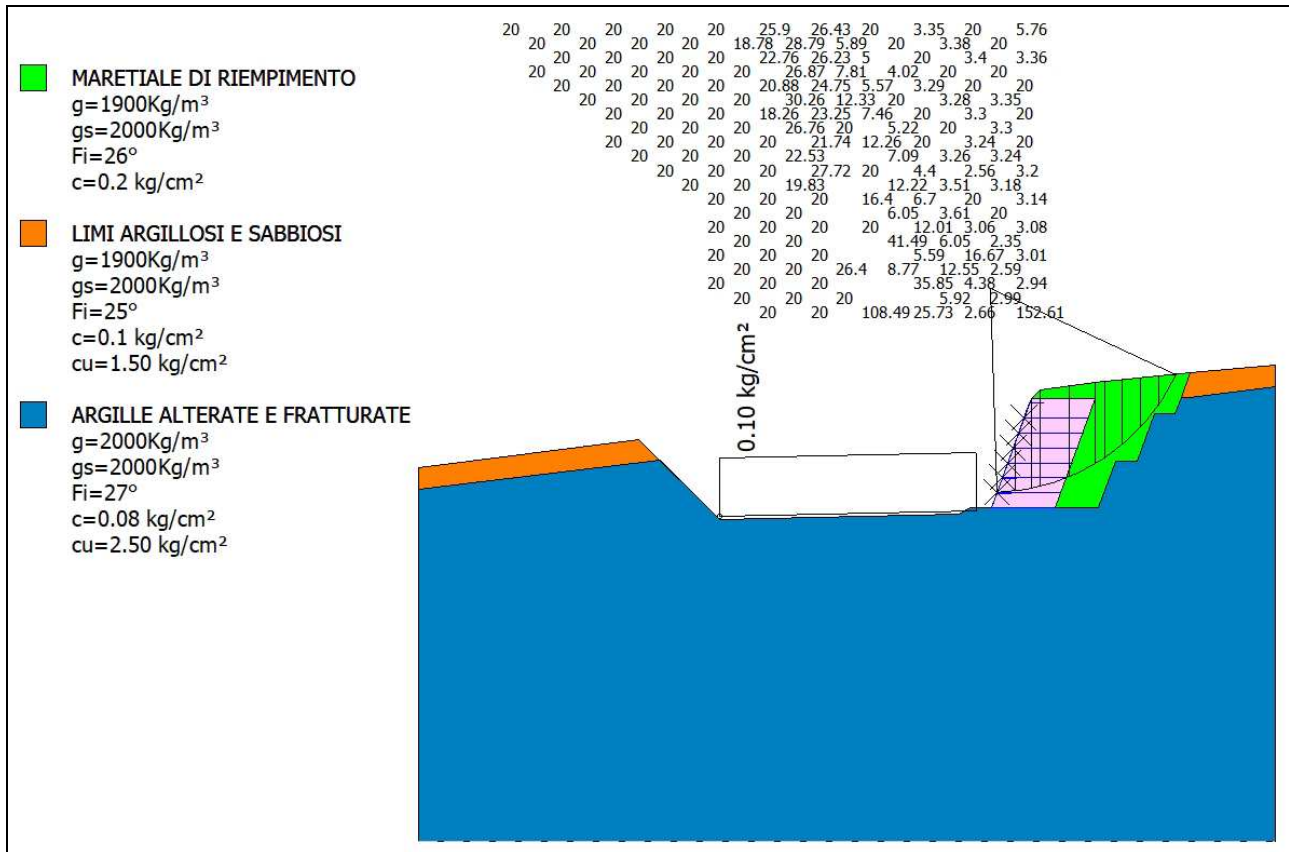 MARETIALE DI RIEMPIMENTO
g=1900Kg/m³
gs=2000Kg/m³
Fi=26°
c=0.2 kg/cm²
LIMI ARGILLOSI E SABBIOSI
g=1900Kg/m³
gs=2000Kg/m³
Fi=25°
c=0.1 kg/cm²
cu=1.50 kg/cm²
ARGILLE ALTERATE E FRATTURATE
g=2000Kg/m³
gs=2000Kg/m³
Fi=27°
c=0.08 kg/cm²
cu=2.50 kg/cm²
20 20 20 20 20 25.9 26.43 20 3.35 20 5.76
20 20 20 20 18.78 28.79 5.89 20 3.38 20
20 20 20 20 22.76 26.23 5 20 3.4 3.36
20 20 20 20 20 26.87 7.81 4.02 20 20
20 20 20 20 20.88 24.75 5.57 3.29 20 20
20 20 20 20 30.26 12.33 20 3.28 3.35
20 20 20 18.26 23.25 7.46 20 3.3 20
20 20 20 26.76 20 5.22 20 3.3
20 20 20 20 21.74 12.26 20 3.24 20
20 20 20 22.53 7.09 3.26 3.24
20 20 20 27.72 20 4.4 2.56 3.2
20 20 19.83 12.22 3.51 3.18
20 20 20 16.4 6.7 20 3.14
20 20 20 6.05 3.61 20
20 20 20 20 12.01 3.06 3.08
20 20 41.49 6.05 2.35
20 20 20 5.59 16.67 3.01
20 20 20 26.4 8.77 12.55 2.59
20 20 20 35.85 4.38 2.94
20 20 20 5.92 2.99
20 20 108.49 25.73 2.66 152.61
0.10 kg/cm²